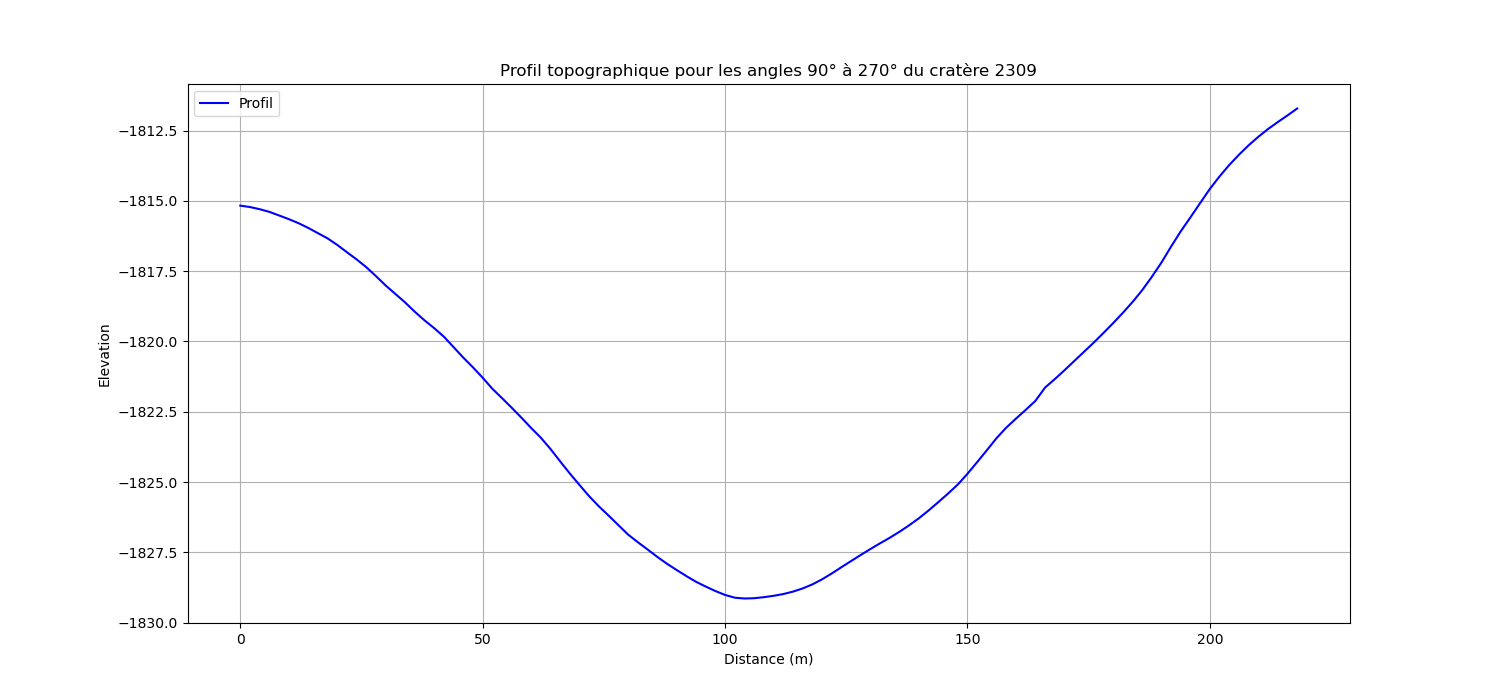 Profil topographique pour les angles 90° à 270° du cratère 2309
Profil
−1812.5
−1815.0
−1817.5
−1820.0
−1822.5
−1825.0
−1827.5
−1830.0
Elevation
0 50 100 150 200
Distance (m)